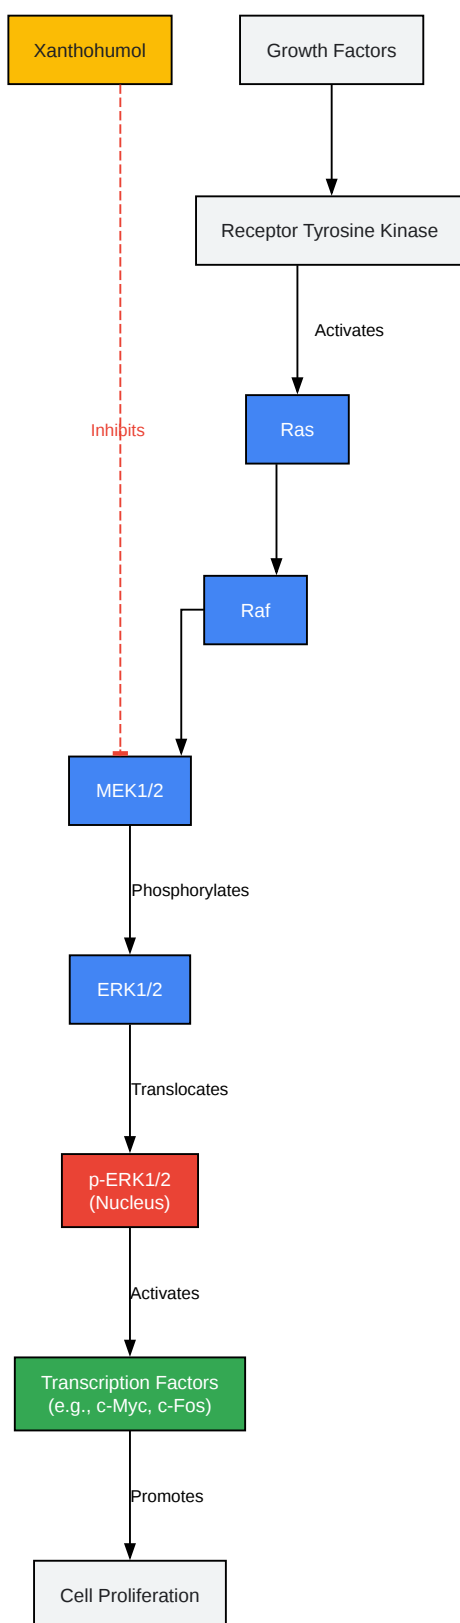 Xanthohumol
Growth Factors
Receptor Tyrosine Kinase
Activates
Inhibits
Ras
Raf
MEK1/2
Phosphorylates
ERK1/2
Translocates
p-ERK1/2
(Nucleus)
Activates
Transcription Factors
(e.g., c-Myc, c-Fos)
Promotes
Cell Proliferation